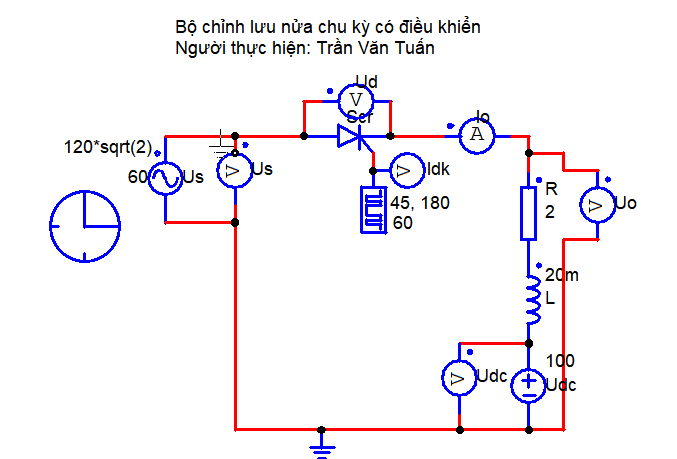 Bộ chỉnh lưu nửa chu kỳ có điều khiển
Người thực hiện: Trần Văn Tuấn
Ud
V
Scr
Io
A
120*sqrt(2)
60
Us
V
Us
V
Idk
45, 180
60
R
2
V
Uo
20m
L
V
Udc
100
Udc